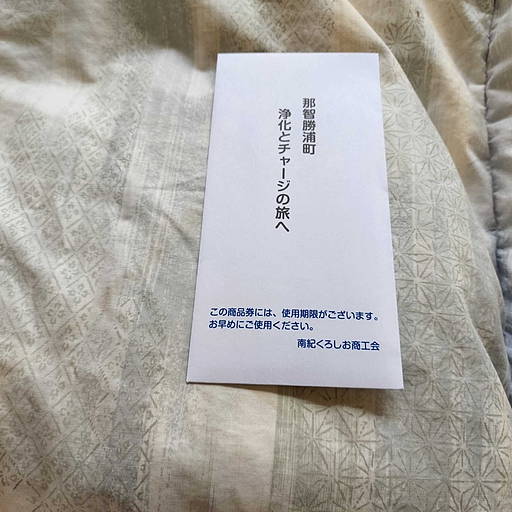 那智勝浦町
浄化とチャージの旅へ
この商品券には、使用期限がございます。
お早めにご使用ください。
南紀くろしお商工会